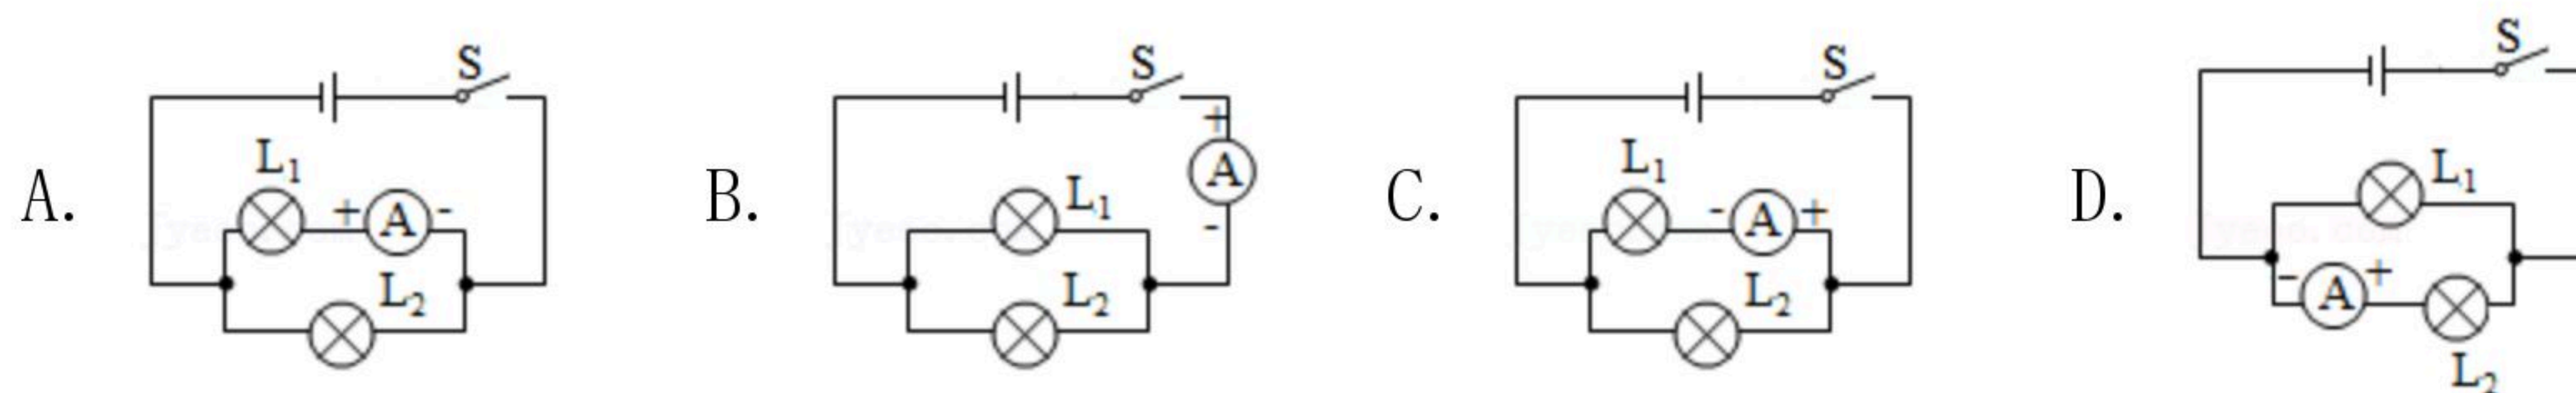 A.
S
L₁
+ A -
L₂
B.
S
+
A
-
L₁
L₂
C.
S
L₁
- A +
L₂
D.
S
L₁
- A +
L₂